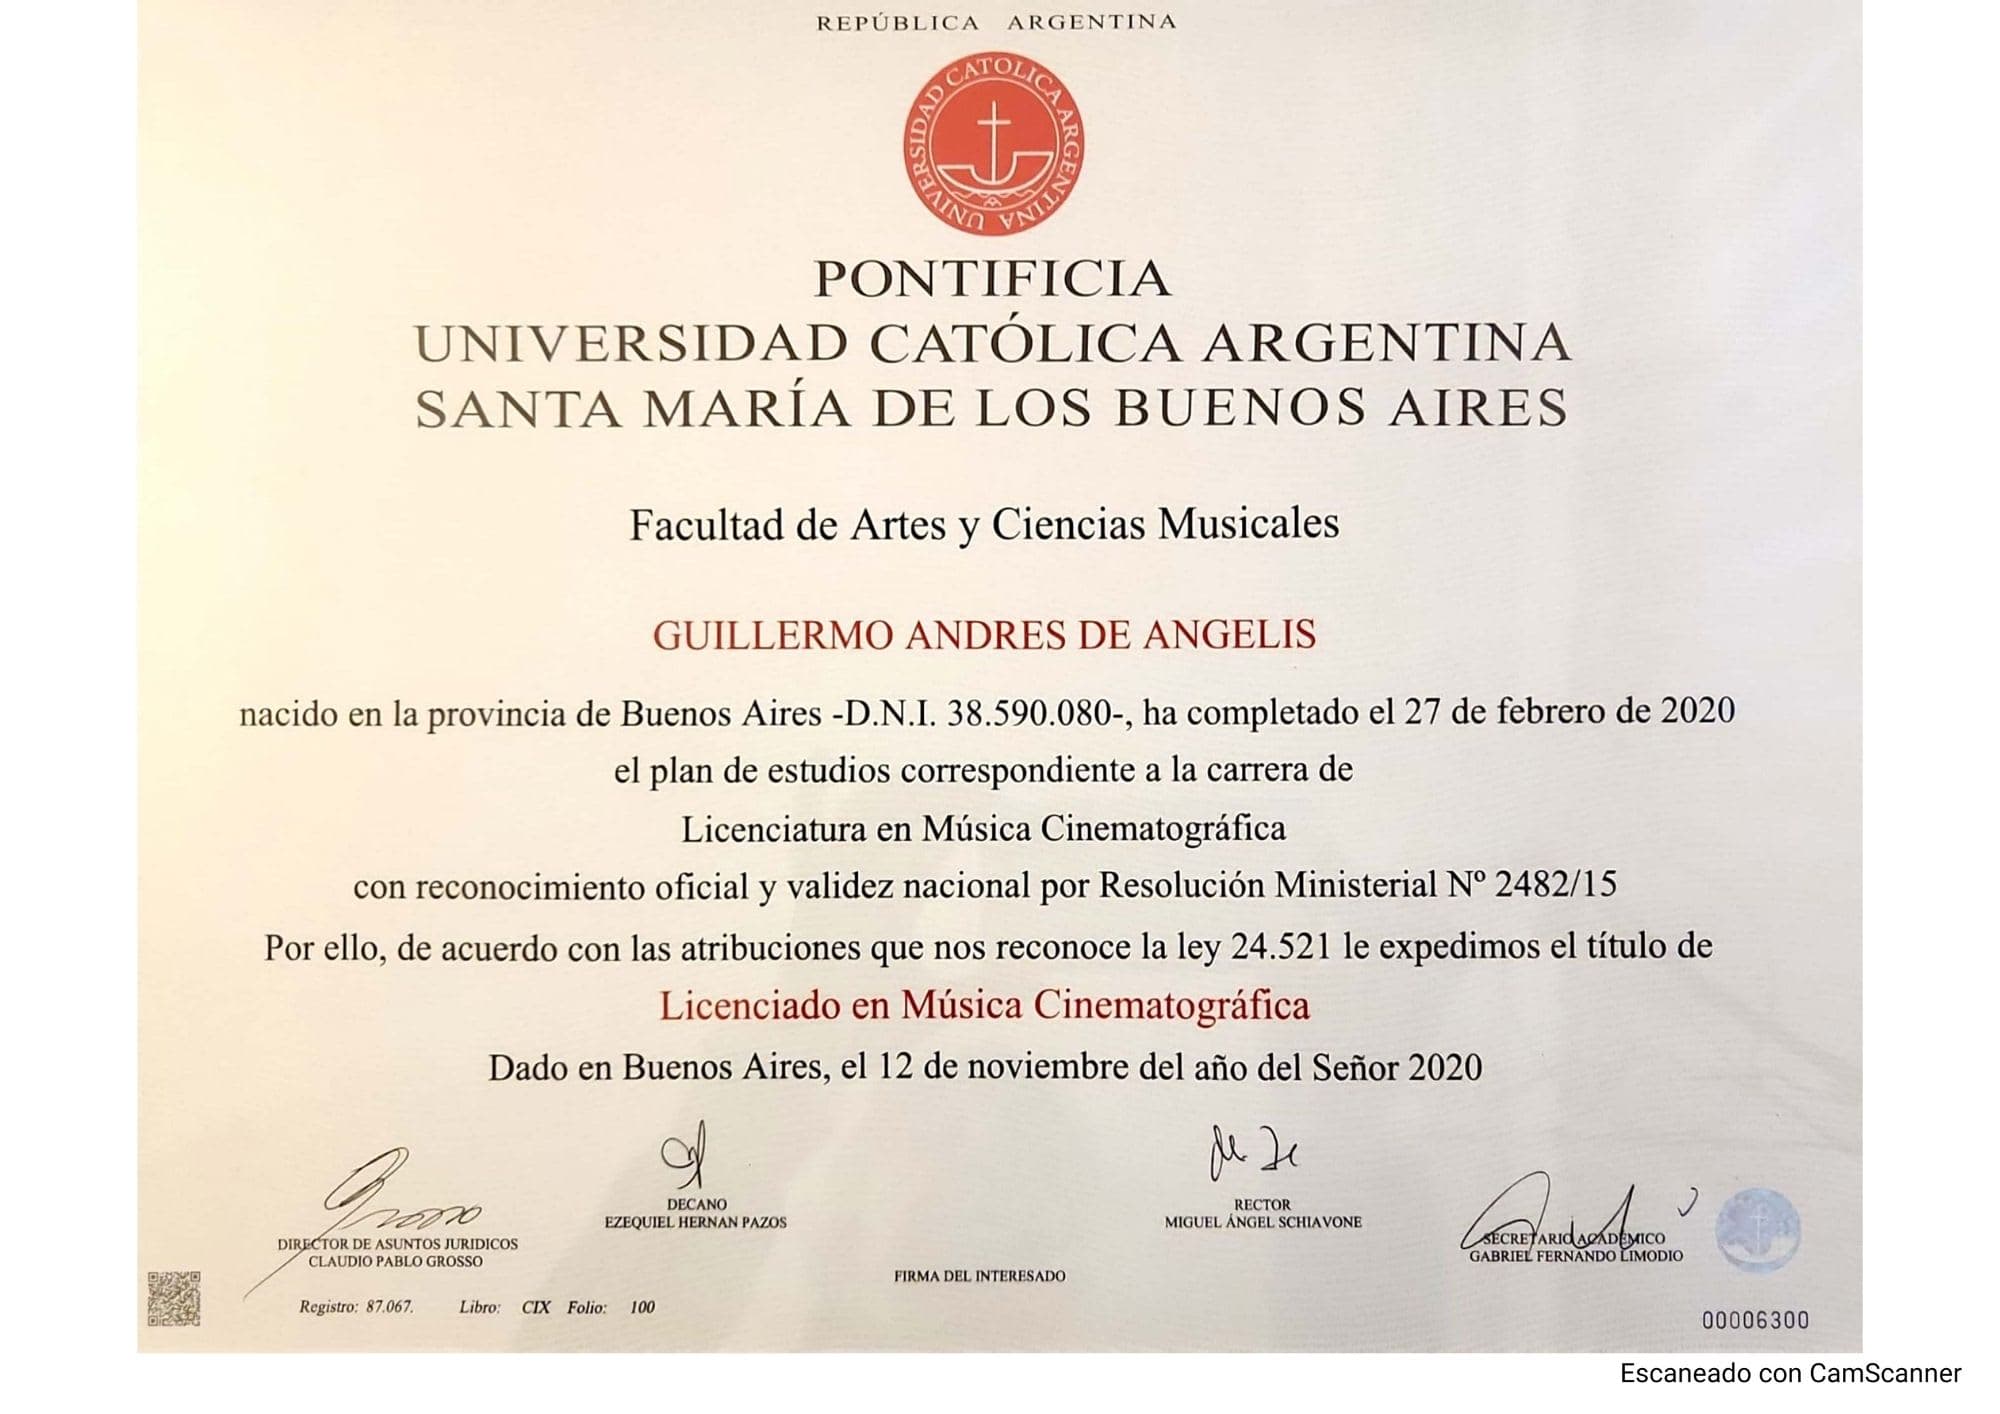 REPÚBLICA ARGENTINA
UNIVERSIDAD CATOLICA ARGENTINA
PONTIFICIA
UNIVERSIDAD CATÓLICA ARGENTINA
SANTA MARÍA DE LOS BUENOS AIRES
Facultad de Artes y Ciencias Musicales
GUILLERMO ANDRES DE ANGELIS
nacido en la provincia de Buenos Aires -D.N.I. 38.590.080-, ha completado el 27 de febrero de 2020
el plan de estudios correspondiente a la carrera de
Licenciatura en Música Cinematográfica
con reconocimiento oficial y validez nacional por Resolución Ministerial Nº 2482/15
Por ello, de acuerdo con las atribuciones que nos reconoce la ley 24.521 le expedimos el título de
Licenciado en Música Cinematográfica
Dado en Buenos Aires, el 12 de noviembre del año del Señor 2020
DIRECTOR DE ASUNTOS JURIDICOS
CLAUDIO PABLO GROSSO
DECANO
EZEQUIEL HERNAN PAZOS
RECTOR
MIGUEL ÁNGEL SCHIAVONE
SECRETARIO ACADÉMICO
GABRIEL FERNANDO LIMODIO
FIRMA DEL INTERESADO
Registro: 87.067. Libro: CIX Folio: 100
00006300
Escaneado con CamScanner